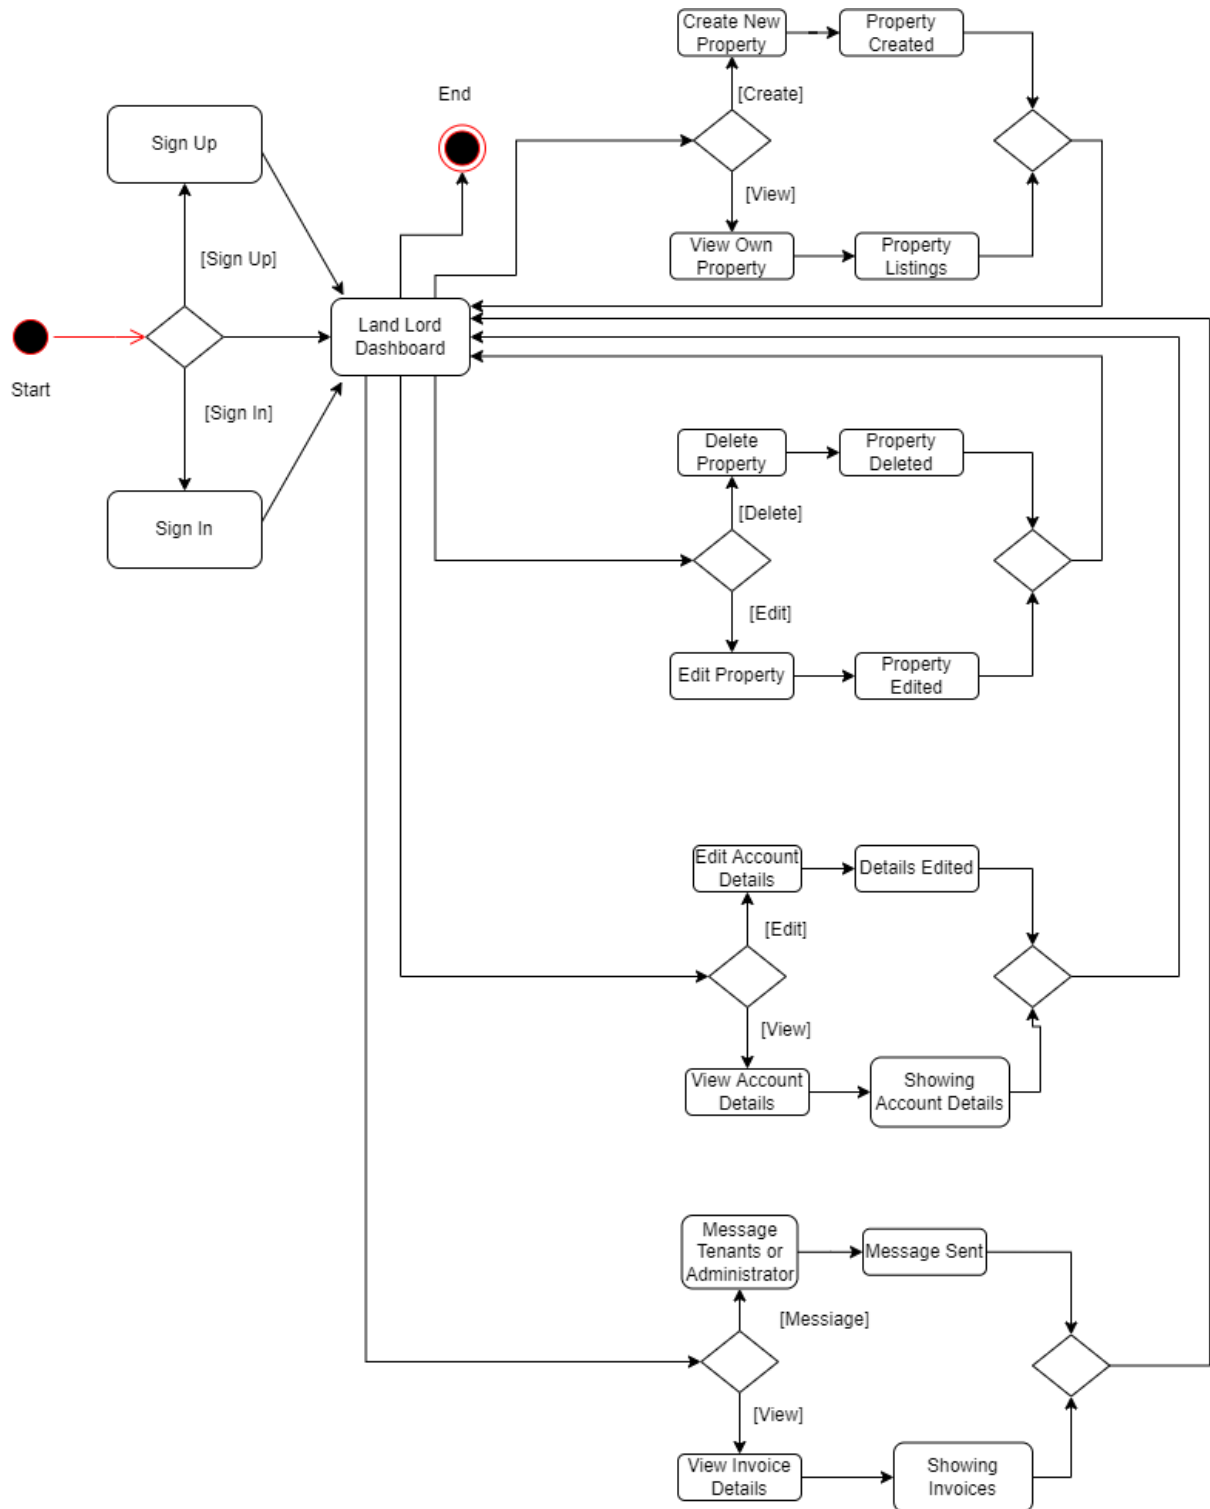 Create New
Property
Property
Created
End
[Create]
Sign Up
[View]
[Sign Up]
View Own
Property
Property
Listings
Land Lord
Dashboard
Start
[Sign In]
Delete
Property
Property
Deleted
[Delete]
Sign In
[Edit]
Edit Property
Property
Edited
Edit Account
Details
Details Edited
[Edit]
[View]
View Account
Details
Showing
Account Details
Message
Tenants or
Administrator
Message Sent
[Messiage]
[View]
View Invoice
Details
Showing
Invoices